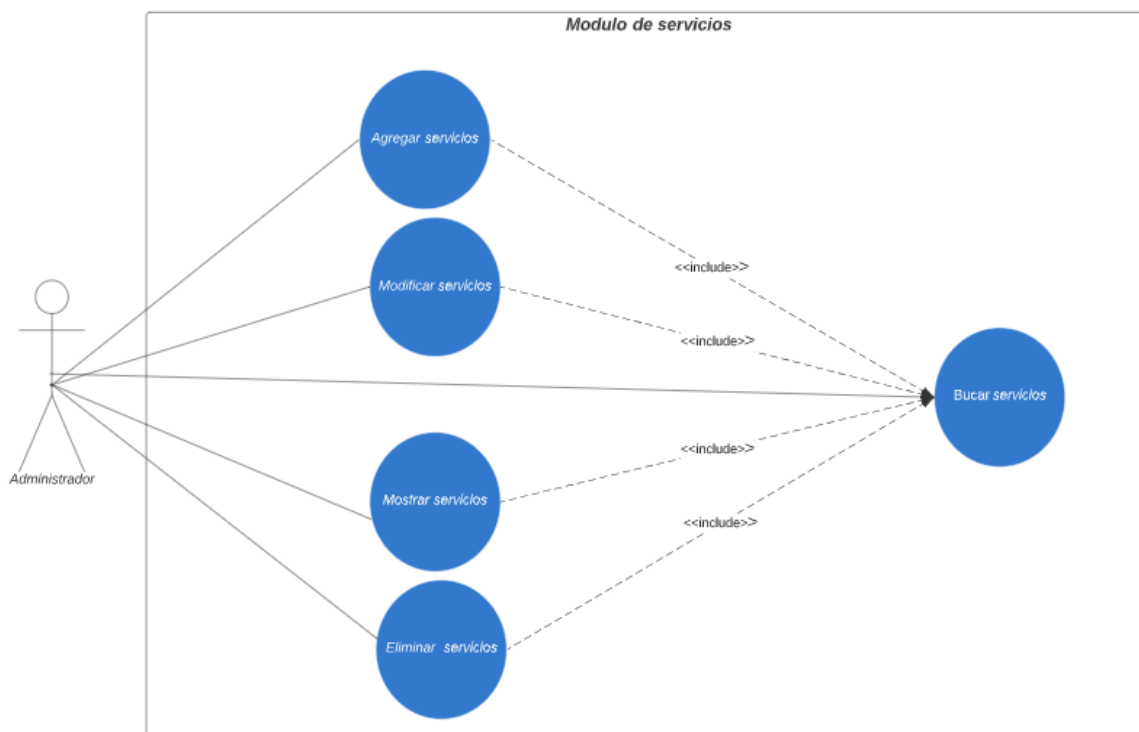 Modulo de servicios
Agregar servicios
<<include>>
Modificar servicios
<<include>>
Bucar servicios
<<include>>
Administrador
Mostrar servicios
<<include>>
Eliminar servicios